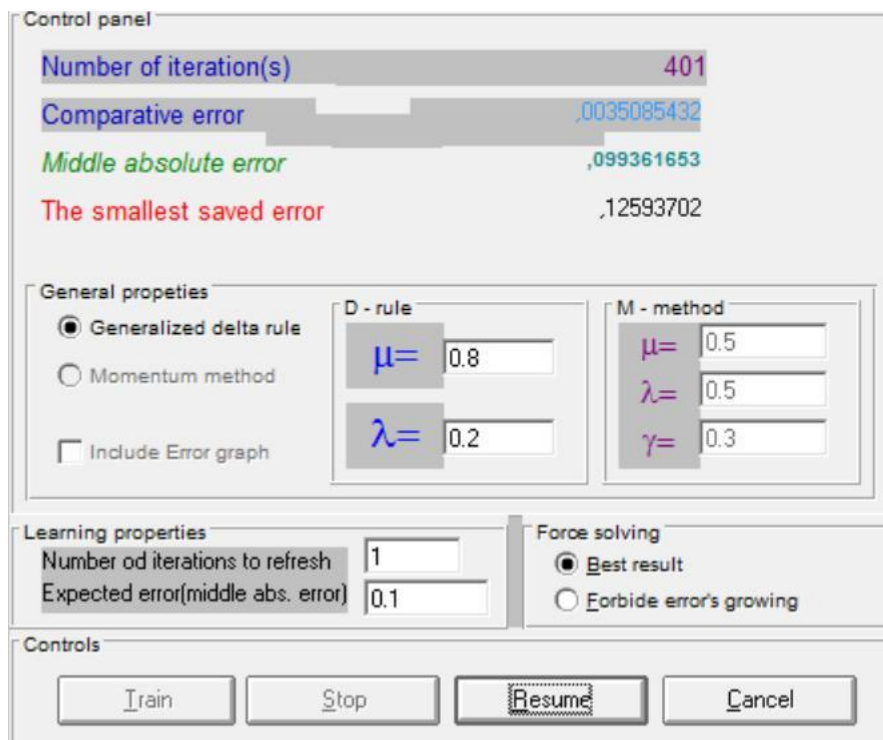 Control panel
Number of iteration(s) 401
Comparative error ,0035085432
Middle absolute error ,099361653
The smallest saved error ,12593702
General propeties
Generalized delta rule
Momentum method
Include Error graph
D - rule
μ= 0.8
λ= 0.2
M - method
μ= 0.5
λ= 0.5
γ= 0.3
Learning properties
Number od iterations to refresh 1
Expected error(middle abs. error) 0.1
Force solving
Best result
Forbide error's growing
Controls
Train Stop Resume Cancel